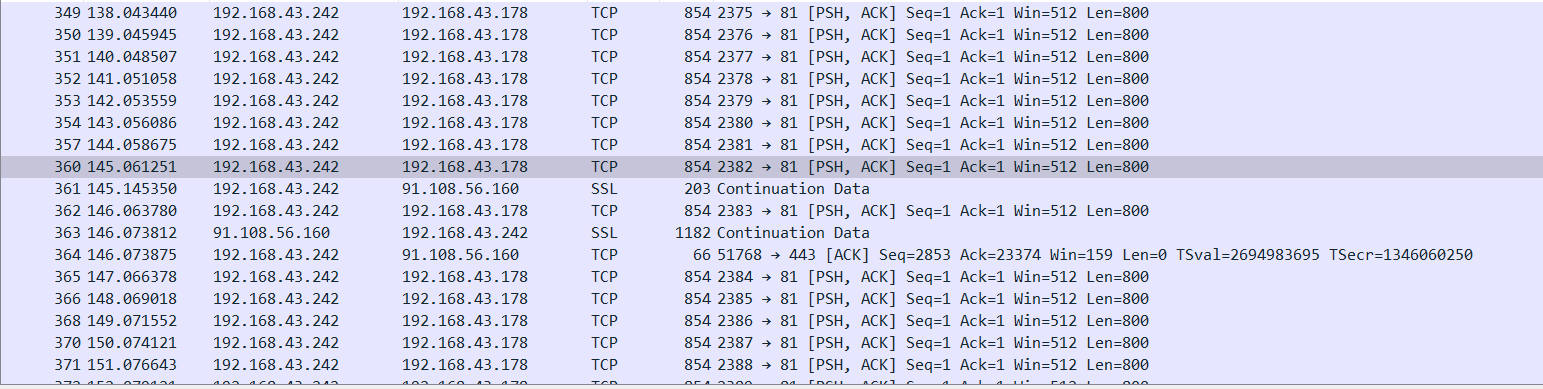 349 138.043440 192.168.43.242 192.168.43.178 TCP 854 2375 → 81 [PSH, ACK] Seq=1 Ack=1 Win=512 Len=800
350 139.045945 192.168.43.242 192.168.43.178 TCP 854 2376 → 81 [PSH, ACK] Seq=1 Ack=1 Win=512 Len=800
351 140.048507 192.168.43.242 192.168.43.178 TCP 854 2377 → 81 [PSH, ACK] Seq=1 Ack=1 Win=512 Len=800
352 141.051058 192.168.43.242 192.168.43.178 TCP 854 2378 → 81 [PSH, ACK] Seq=1 Ack=1 Win=512 Len=800
353 142.053559 192.168.43.242 192.168.43.178 TCP 854 2379 → 81 [PSH, ACK] Seq=1 Ack=1 Win=512 Len=800
354 143.056086 192.168.43.242 192.168.43.178 TCP 854 2380 → 81 [PSH, ACK] Seq=1 Ack=1 Win=512 Len=800
357 144.058675 192.168.43.242 192.168.43.178 TCP 854 2381 → 81 [PSH, ACK] Seq=1 Ack=1 Win=512 Len=800
360 145.061251 192.168.43.242 192.168.43.178 TCP 854 2382 → 81 [PSH, ACK] Seq=1 Ack=1 Win=512 Len=800
361 145.145350 192.168.43.242 91.108.56.160 SSL 203 Continuation Data
362 146.063780 192.168.43.242 192.168.43.178 TCP 854 2383 → 81 [PSH, ACK] Seq=1 Ack=1 Win=512 Len=800
363 146.073812 91.108.56.160 192.168.43.242 SSL 1182 Continuation Data
364 146.073875 192.168.43.242 91.108.56.160 TCP 66 51768 → 443 [ACK] Seq=2853 Ack=23374 Win=159 Len=0 TSval=2694983695 TSecr=1346060250
365 147.066378 192.168.43.242 192.168.43.178 TCP 854 2384 → 81 [PSH, ACK] Seq=1 Ack=1 Win=512 Len=800
366 148.069018 192.168.43.242 192.168.43.178 TCP 854 2385 → 81 [PSH, ACK] Seq=1 Ack=1 Win=512 Len=800
368 149.071552 192.168.43.242 192.168.43.178 TCP 854 2386 → 81 [PSH, ACK] Seq=1 Ack=1 Win=512 Len=800
370 150.074121 192.168.43.242 192.168.43.178 TCP 854 2387 → 81 [PSH, ACK] Seq=1 Ack=1 Win=512 Len=800
371 151.076643 192.168.43.242 192.168.43.178 TCP 854 2388 → 81 [PSH, ACK] Seq=1 Ack=1 Win=512 Len=800